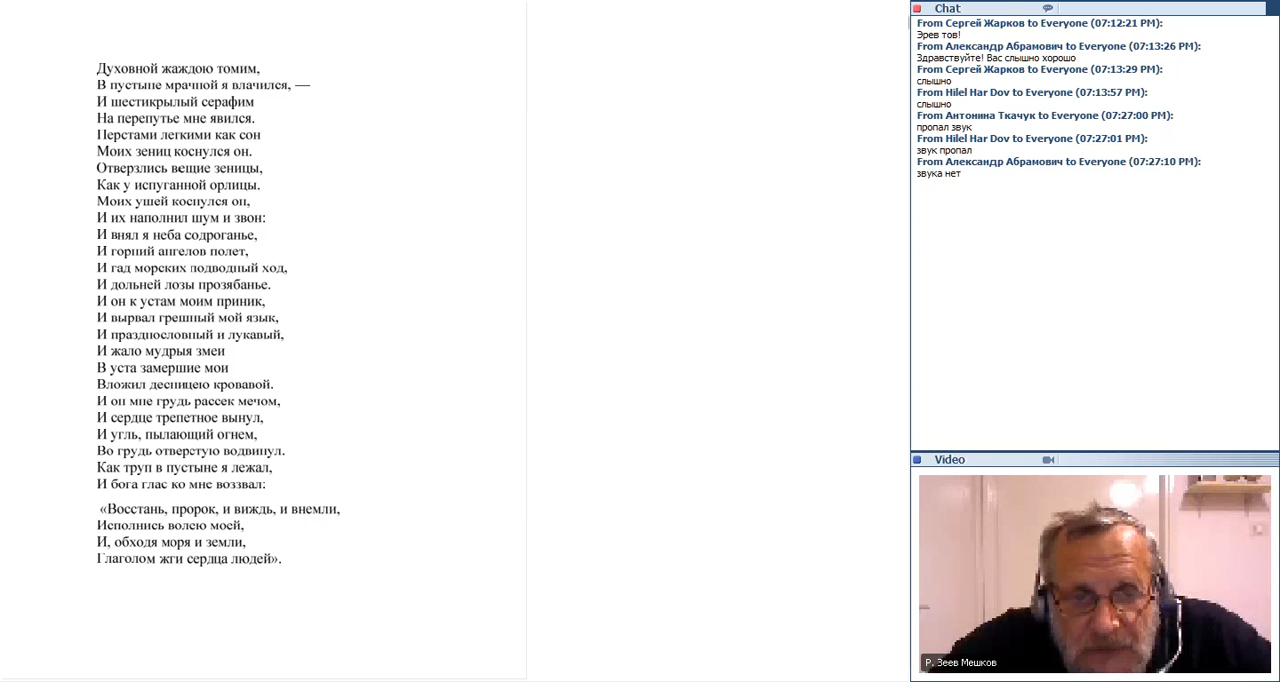 Духовной жаждою томим,
В пустыне мрачной я влачился, —
И шестикрылый серафим
На перепутье мне явился.
Перстами легкими как сон
Моих зениц коснулся он.
Отверзлись вещие зеницы,
Как у испуганной орлицы.
Моих ушей коснулся он,
И их наполнил шум и звон:
И внял я неба содроганье,
И горний ангелов полет,
И гад морских подводный ход,
И дольней лозы прозябанье.
И он к устам моим приник,
И вырвал грешный мой язык,
И празднословный и лукавый,
И жало мудрыя змеи
В уста замершие мои
Вложил десницею кровавой.
И он мне грудь рассек мечом,
И сердце трепетное вынул,
И угль, пылающий огнем,
Во грудь отверстую водвинул.
Как труп в пустыне я лежал,
И бога глас ко мне воззвал:
«Восстань, пророк, и виждь, и внемли,
Исполнись волею моей,
И, обходя моря и земли,
Глаголом жги сердца людей».
Chat
From Сергей Жарков to Everyone (07:12:21 PM):
Эрев тов!
From Александр Абрамович to Everyone (07:13:26 PM):
Здравствуйте! Вас слышно хорошо
From Сергей Жарков to Everyone (07:13:29 PM):
слышно
From Hilel Har Dov to Everyone (07:13:57 PM):
слышно
From Антонина Ткачук to Everyone (07:27:00 PM):
пропал звук
From Hilel Har Dov to Everyone (07:27:01 PM):
звук пропал
From Александр Абрамович to Everyone (07:27:10 PM):
звука нет
Video
Р. Зеев Мешков